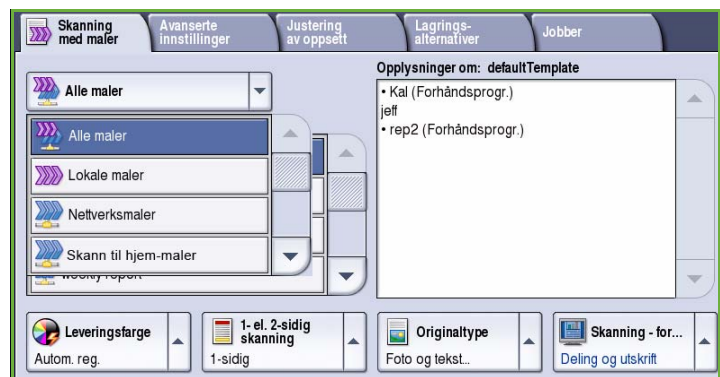 Skanning
med maler
Avanserte
innstillinger
Justering
av oppsett
Lagrings-
alternativer
Jobber
Alle maler
Alle maler
Lokale maler
Nettverksmaler
Skann til hjem-maler
Opplysninger om: defaultTemplate
• Kal (Forhåndsprogr.)
jeff
• rep2 (Forhåndsprogr.)
Leveringsfarge
Autom. reg.
1- el. 2-sidig
skanning
1-sidig
Originaltype
Foto og tekst...
Skanning - for...
Deling og utskrift